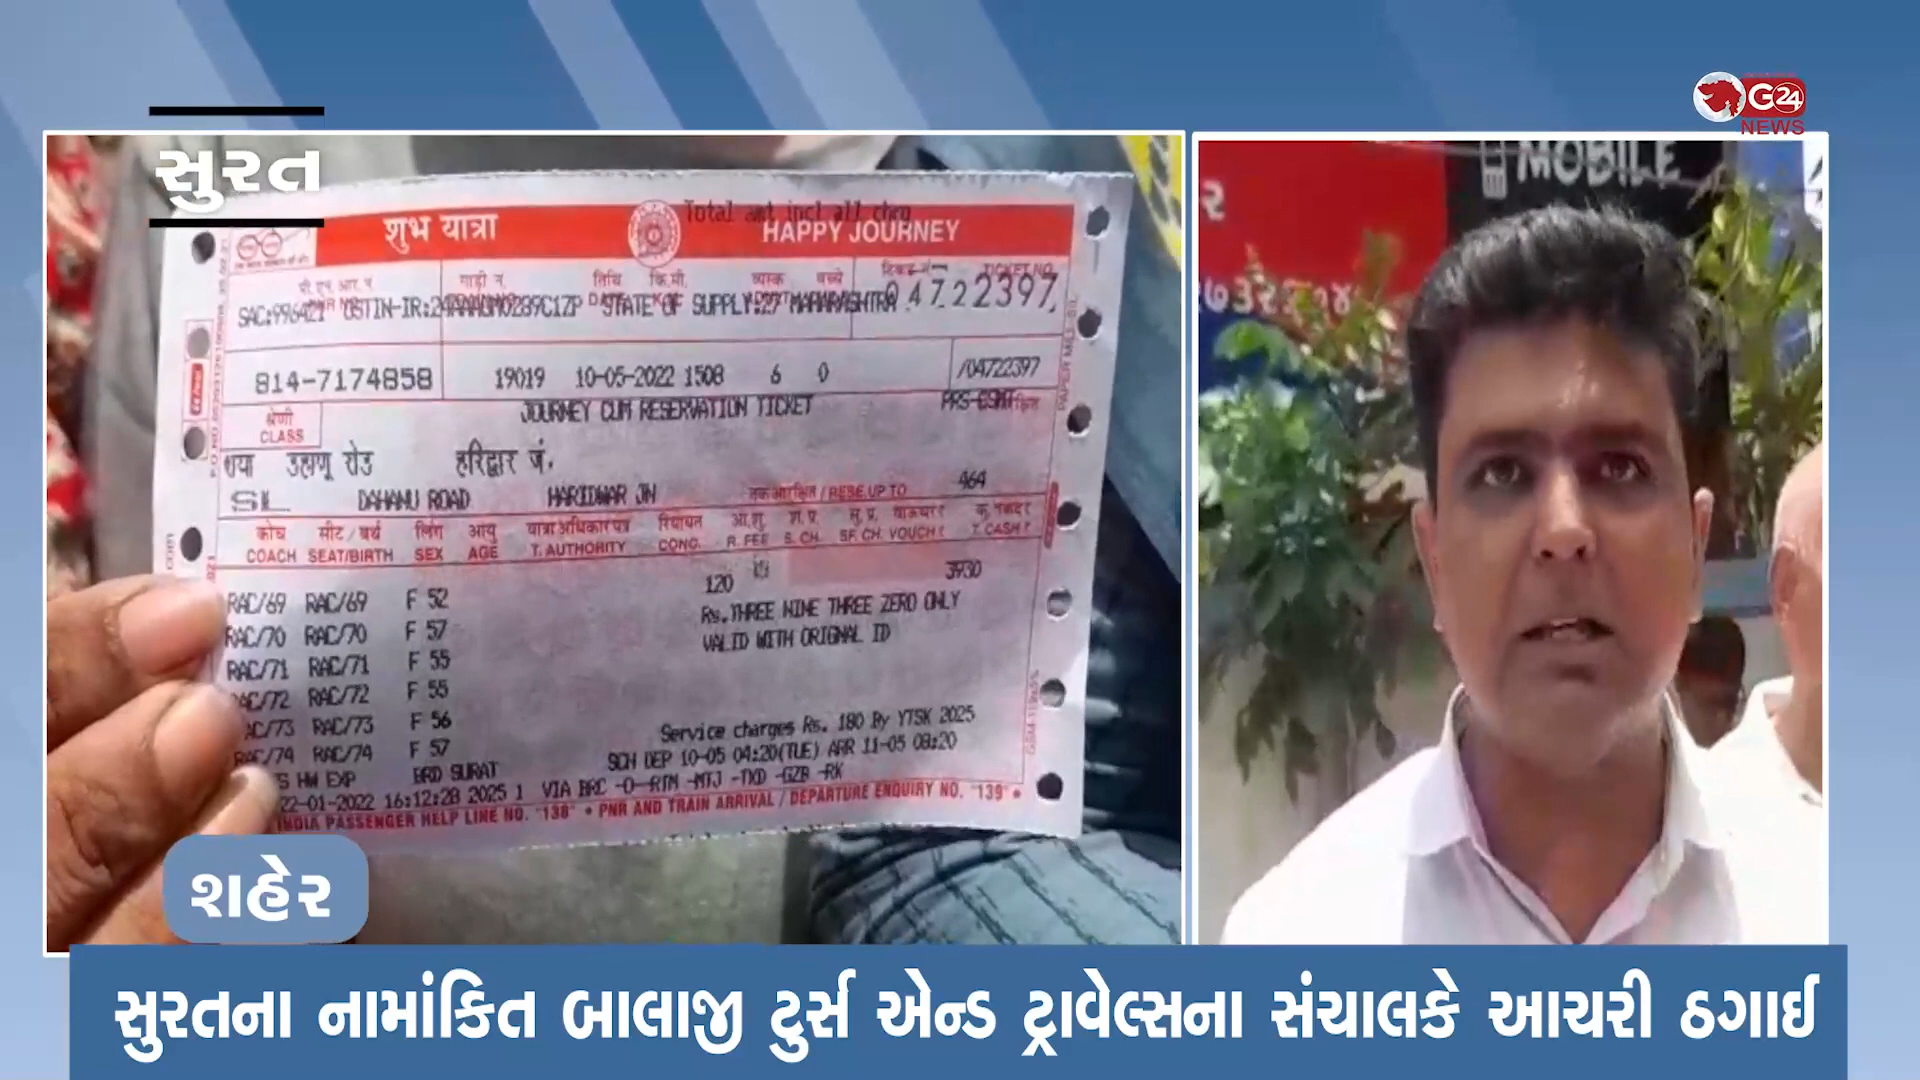 સુરત
G24
NEWS
शुभ यात्रा
Total amt incl all chrg
HAPPY JOURNEY
पी.एन.आर.नं.
गाड़ी नं.
तिथि
कि.मी.
वयस्क
बच्चे
TICKET NO.
04722397
STATE OF SUPPLY:27 MAHARASHTRA
814-7174858
19019 10-05-2022 1508 6 0
/04722397
श्रेणी
CLASS
JOURNEY CUM RESERVATION TICKET
उहाणू रोड हरिद्वार जं.
SL DAHANU ROAD HARIDWAR JN
/ RESE. UP TO
464
कोच सीट / बर्थ लिंग आयु यात्रा अधिकार पत्र रियायत
COACH SEAT/BIRTH SEX AGE T. AUTHORITY CONC. R. FEE S. CH. SF. CH. VOUCH T. CASH
120
3930
RAC/69 RAC/69 F 52
RAC/70 RAC/70 F 57
RAC/71 RAC/71 F 55
RAC/72 F 55
RAC/73 F 56
RAC/74 F 57
Rs.THREE NINE THREE ZERO ONLY
VALID WITH ORIGNAL ID
Service charges Rs. 180 By YTSK 2025
SCH DEP 10-05 04:20(TUE) ARR 11-05 08:20
HW EXP BRD SURAT
22-01-2022 16:12:28 2025 1 VIA BRC -O-RTM -MTJ -TKD -GZB -RK
INDIA PASSENGER HELP LINE NO. "138" • PNR AND TRAIN ARRIVAL / DEPARTURE ENQUIRY NO. "139" •
MOBILE
શહેર
સુરતના નામાંકિત બાલાજી ટુર્સ એન્ડ ટ્રાવેલ્સના સંચાલકે આચરી ઠગાઈ